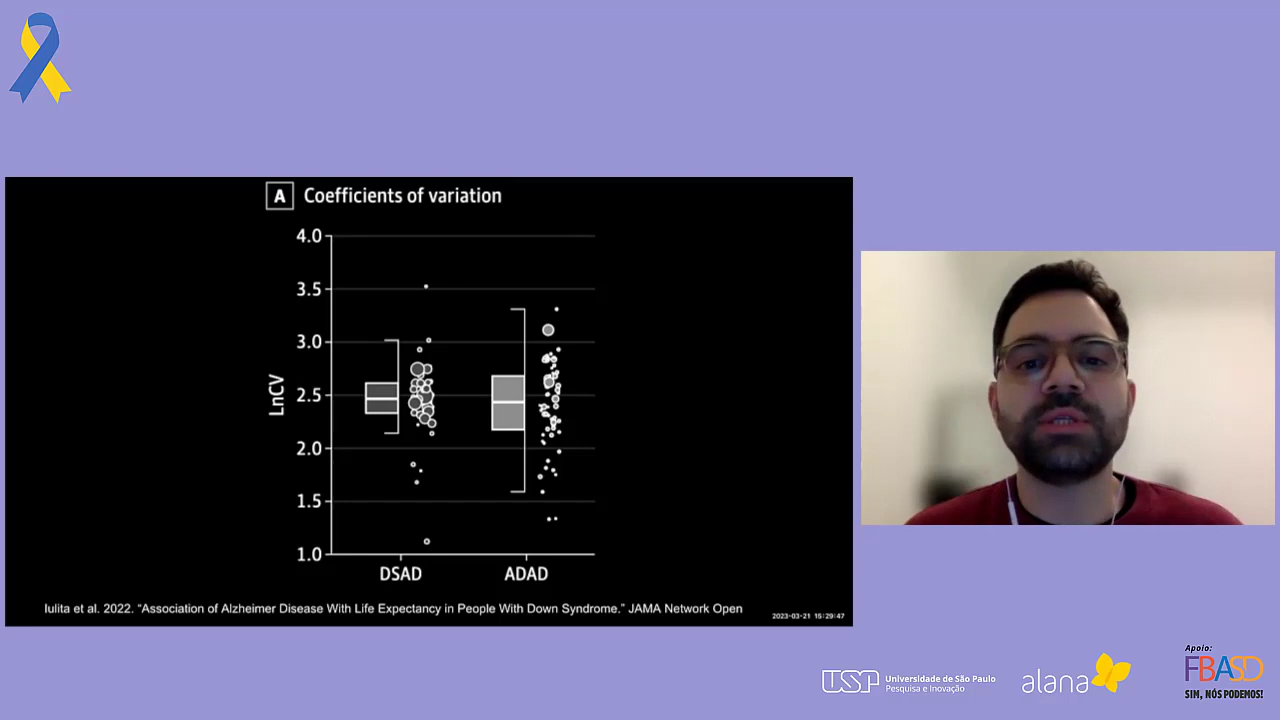 A Coefficients of variation
4.0
3.5
3.0
2.5
2.0
1.5
1.0
LnCV
DSAD ADAD
Iulita et al. 2022. “Association of Alzheimer Disease With Life Expectancy in People With Down Syndrome.” JAMA Network Open
2023-03-21 15:29:47
USP Universidade de São Paulo
Pesquisa e Inovação
alana
Apoio:
FBASD
SIM, NÓS PODEMOS!